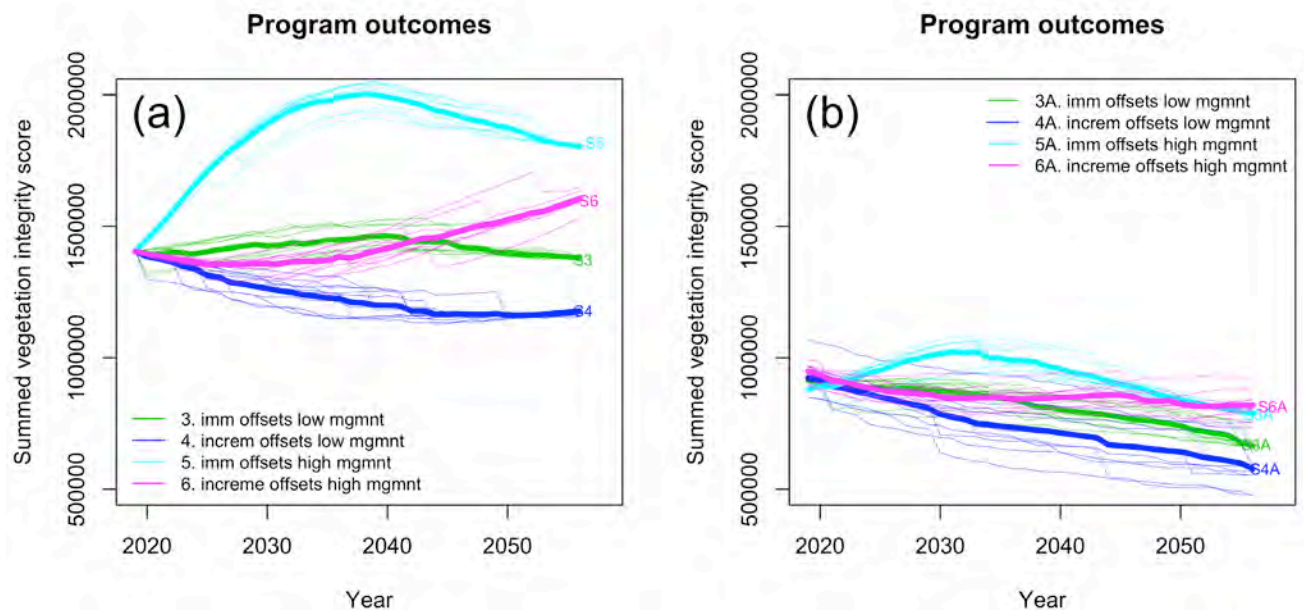 Program outcomes
(a)
Summed vegetation integrity score
2000000
1500000
1000000
500000
S5
S6
S3
S4
3. imm offsets low mgmnt
4. increm offsets low mgmnt
5. imm offsets high mgmnt
6. increme offsets high mgmnt
2020 2030 2040 2050
Year
Program outcomes
(b)
Summed vegetation integrity score
2000000
1500000
1000000
500000
3A. imm offsets low mgmnt
4A. increm offsets low mgmnt
5A. imm offsets high mgmnt
6A. increme offsets high mgmnt
S6A
S5A
S3A
S4A
2020 2030 2040 2050
Year